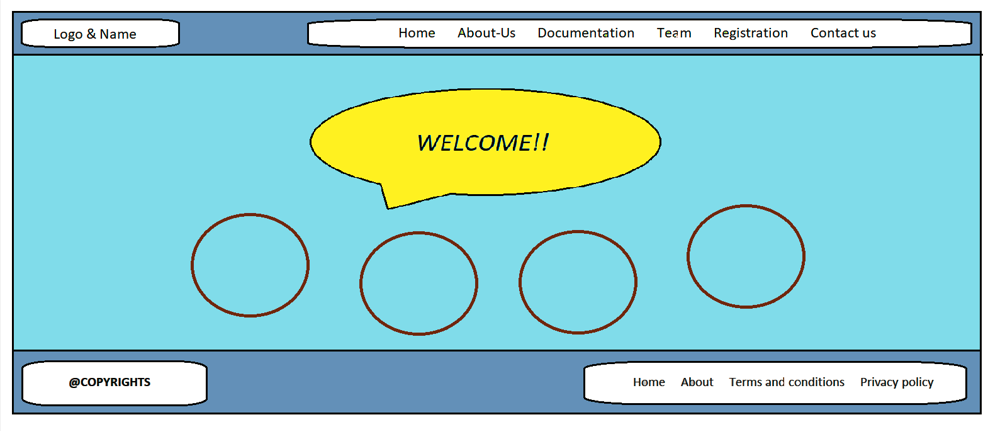 Logo & Name
Home About-Us Documentation Team Registration Contact us
WELCOME!!
@COPYRIGHTS
Home About Terms and conditions Privacy policy